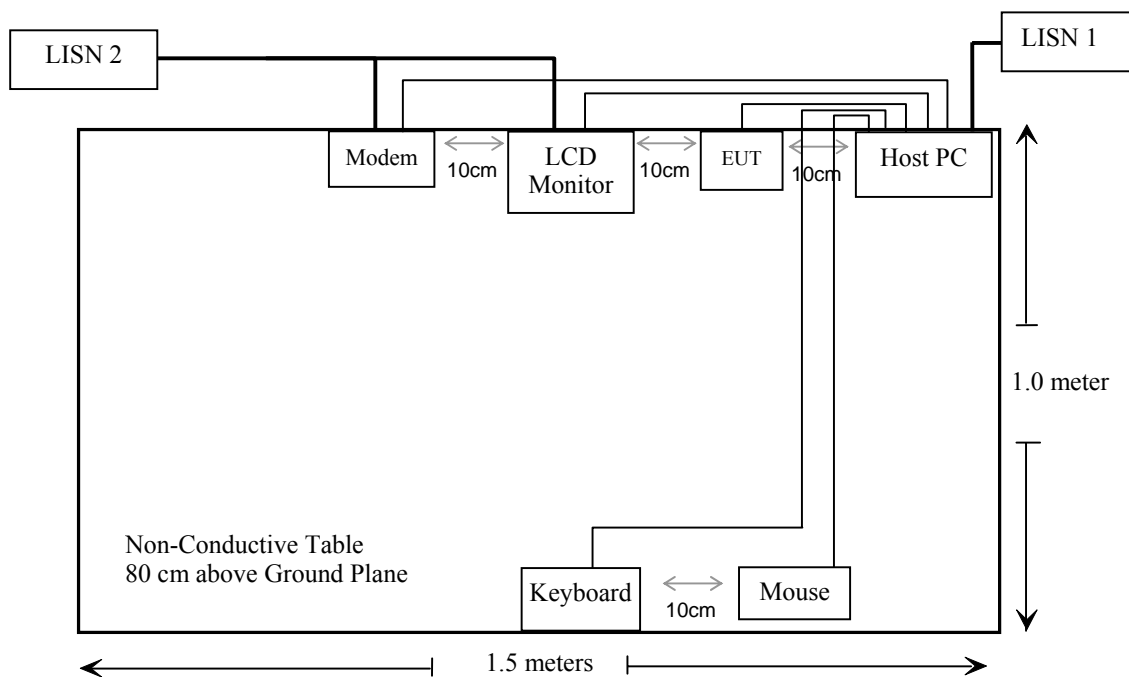 LISN 2
LISN 1
Modem
10cm
LCD
Monitor
10cm
EUT
10cm
Host PC
1.0 meter
Non-Conductive Table
80 cm above Ground Plane
Keyboard
10cm
Mouse
1.5 meters